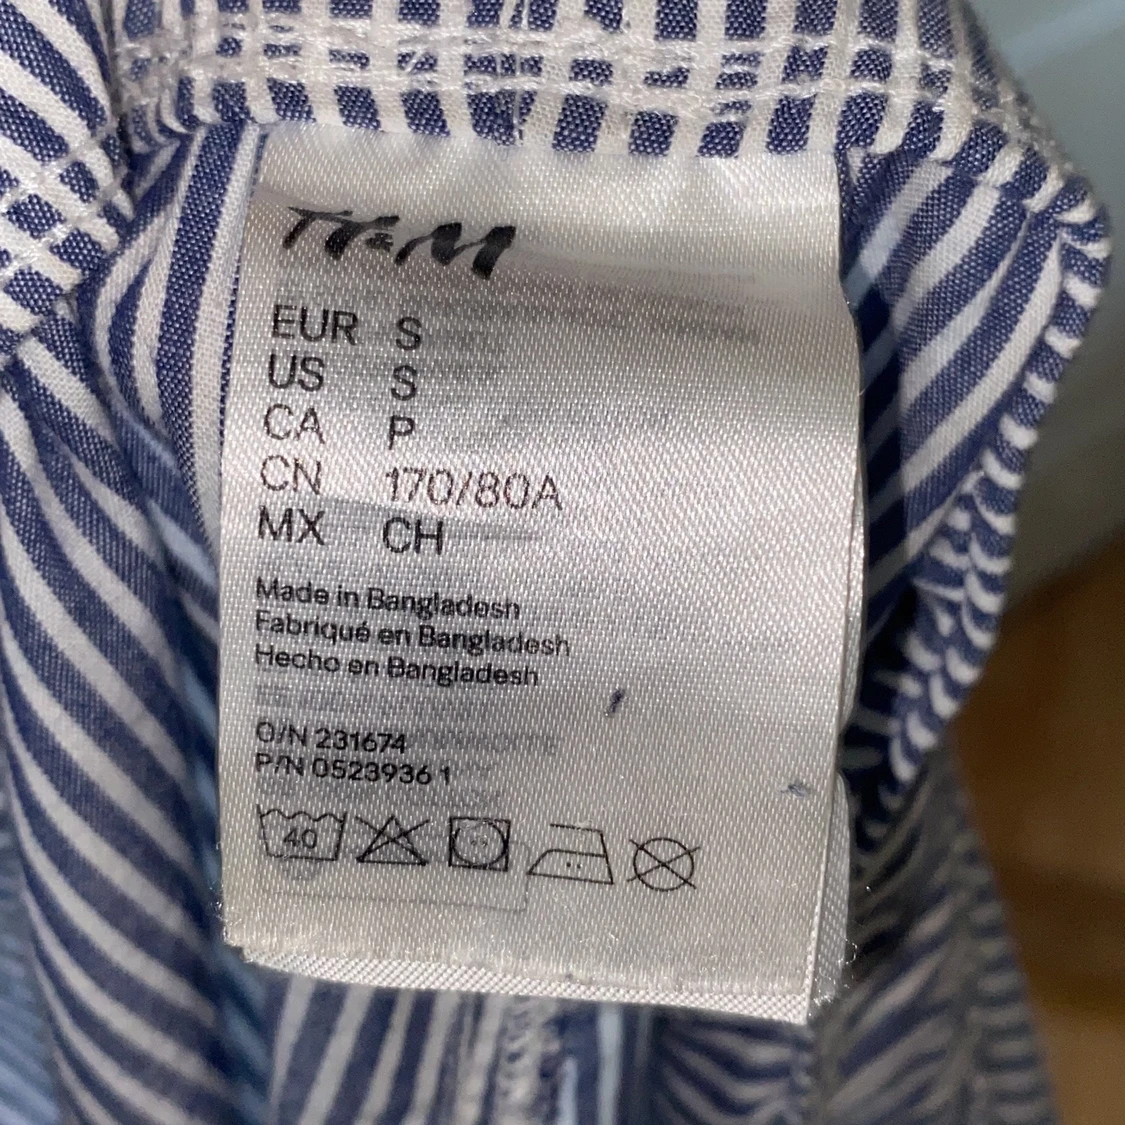 H&M
EUR S
US S
CA P
CN 170/80A
MX CH
Made in Bangladesh
Fabriqué en Bangladesh
Hecho en Bangladesh
O/N 231674
P/N 0523936 1
40